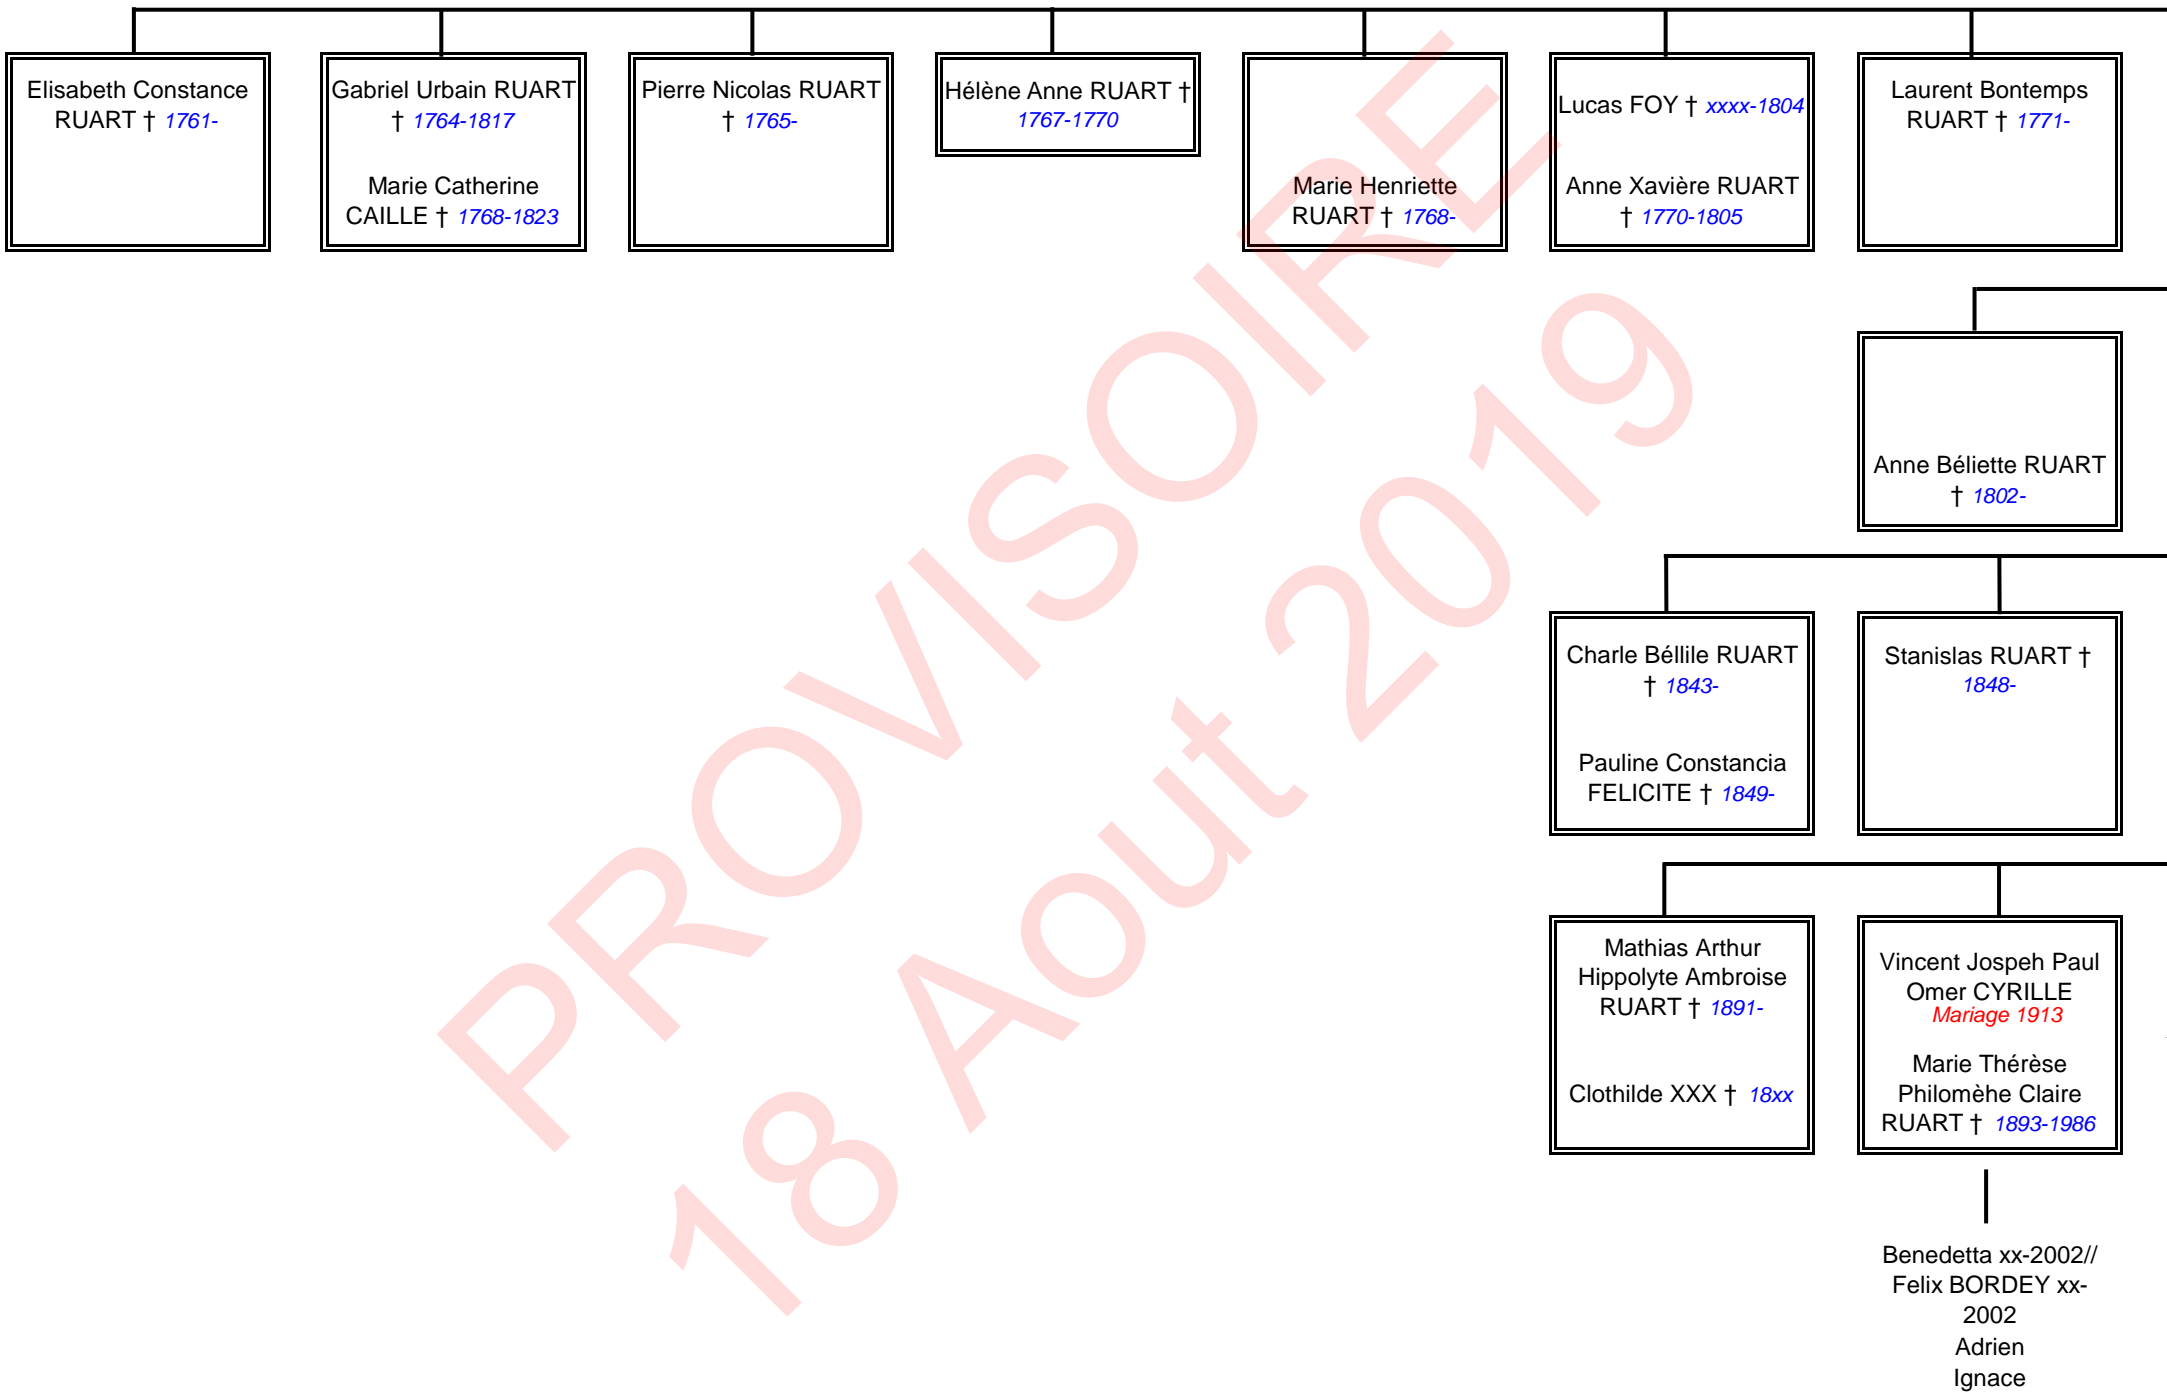 Elisabeth Constance
RUART † 1761-
Gabriel Urbain RUART
† 1764-1817
Marie Catherine
CAILLE † 1768-1823
Pierre Nicolas RUART
† 1765-
Hélène Anne RUART †
1767-1770
Marie Henriette
RUART † 1768-
Lucas FOY † xxxx-1804
Anne Xavière RUART
† 1770-1805
Laurent Bontemps
RUART † 1771-
Anne Béliette RUART
† 1802-
Charle Béllile RUART
† 1843-
Pauline Constancia
FELICITE † 1849-
Stanislas RUART †
1848-
Mathias Arthur
Hippolyte Ambroise
RUART † 1891-
Clothilde XXX † 18xx
Vincent Jospeh Paul
Omer CYRILLE
Mariage 1913
Marie Thérèse
Philomèhe Claire
RUART † 1893-1986
Benedetta xx-2002//
Felix BORDEY xx-
2002
Adrien
Ignace
PROVISOIRE
18 Aout 2019